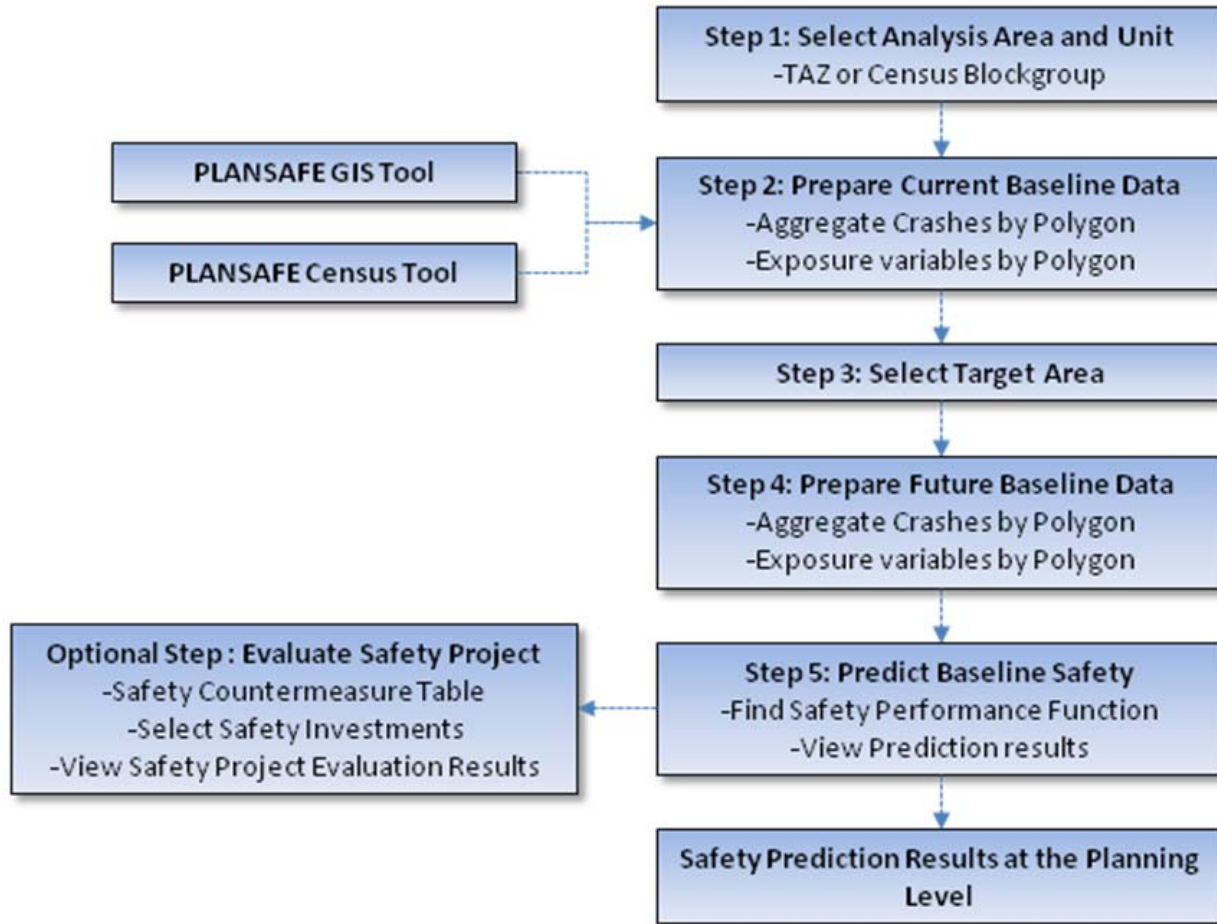 Step 1: Select Analysis Area and Unit
-TAZ or Census Blockgroup
PLANSAFE GIS Tool
PLANSAFE Census Tool
Step 2: Prepare Current Baseline Data
-Aggregate Crashes by Polygon
-Exposure variables by Polygon
Step 3: Select Target Area
Step 4: Prepare Future Baseline Data
-Aggregate Crashes by Polygon
-Exposure variables by Polygon
Optional Step : Evaluate Safety Project
-Safety Countermeasure Table
-Select Safety Investments
-View Safety Project Evaluation Results
Step 5: Predict Baseline Safety
-Find Safety Performance Function
-View Prediction results
Safety Prediction Results at the Planning
Level